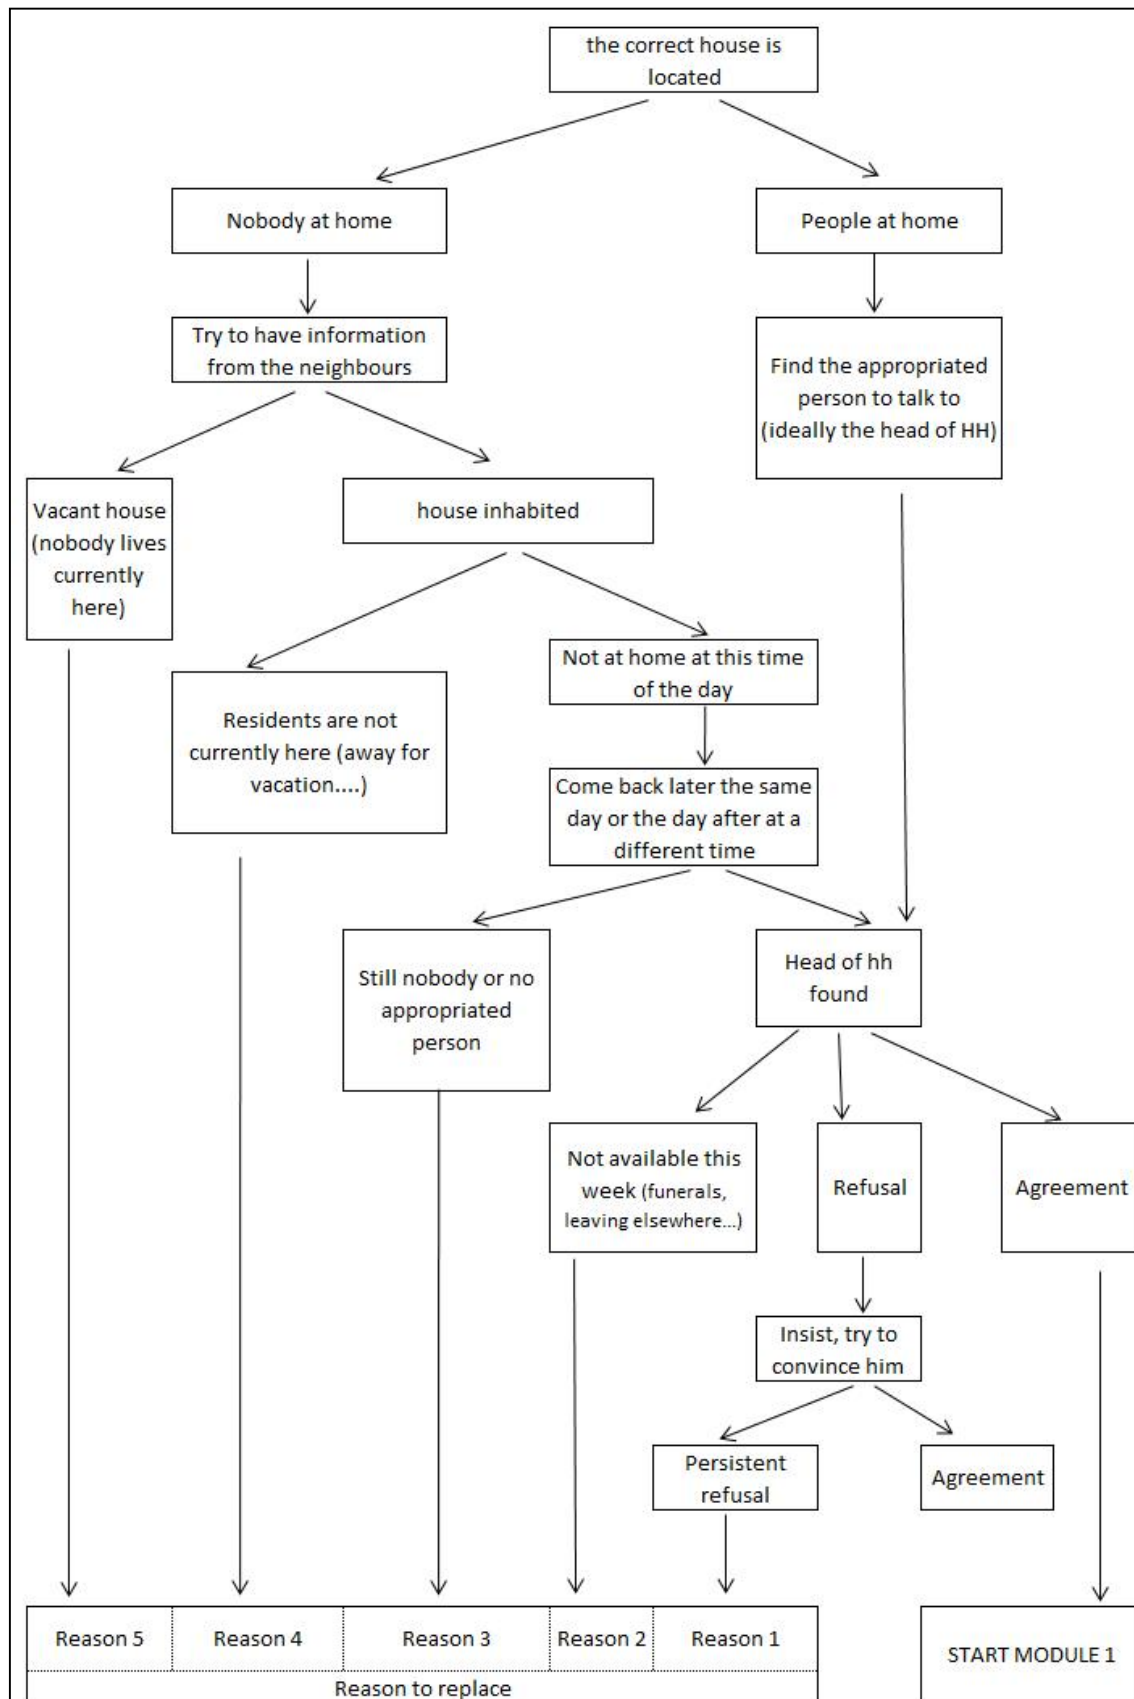 the correct house is
located
Nobody at home
People at home
Try to have information
from the neighbours
Find the appropriated
person to talk to
(ideally the head of HH)
Vacant house
(nobody lives
currently
here)
house inhabited
Not at home at this time
of the day
Residents are not
currently here (away for
vacation....)
Come back later the same
day or the day after at a
different time
Still nobody or no
appropriated
person
Head of hh
found
Not available this
week (funerals,
leaving elsewhere...)
Refusal
Agreement
Insist, try to
convince him
Persistent
refusal
Agreement
Reason 5
Reason 4
Reason 3
Reason 2
Reason 1
Reason to replace
START MODULE 1